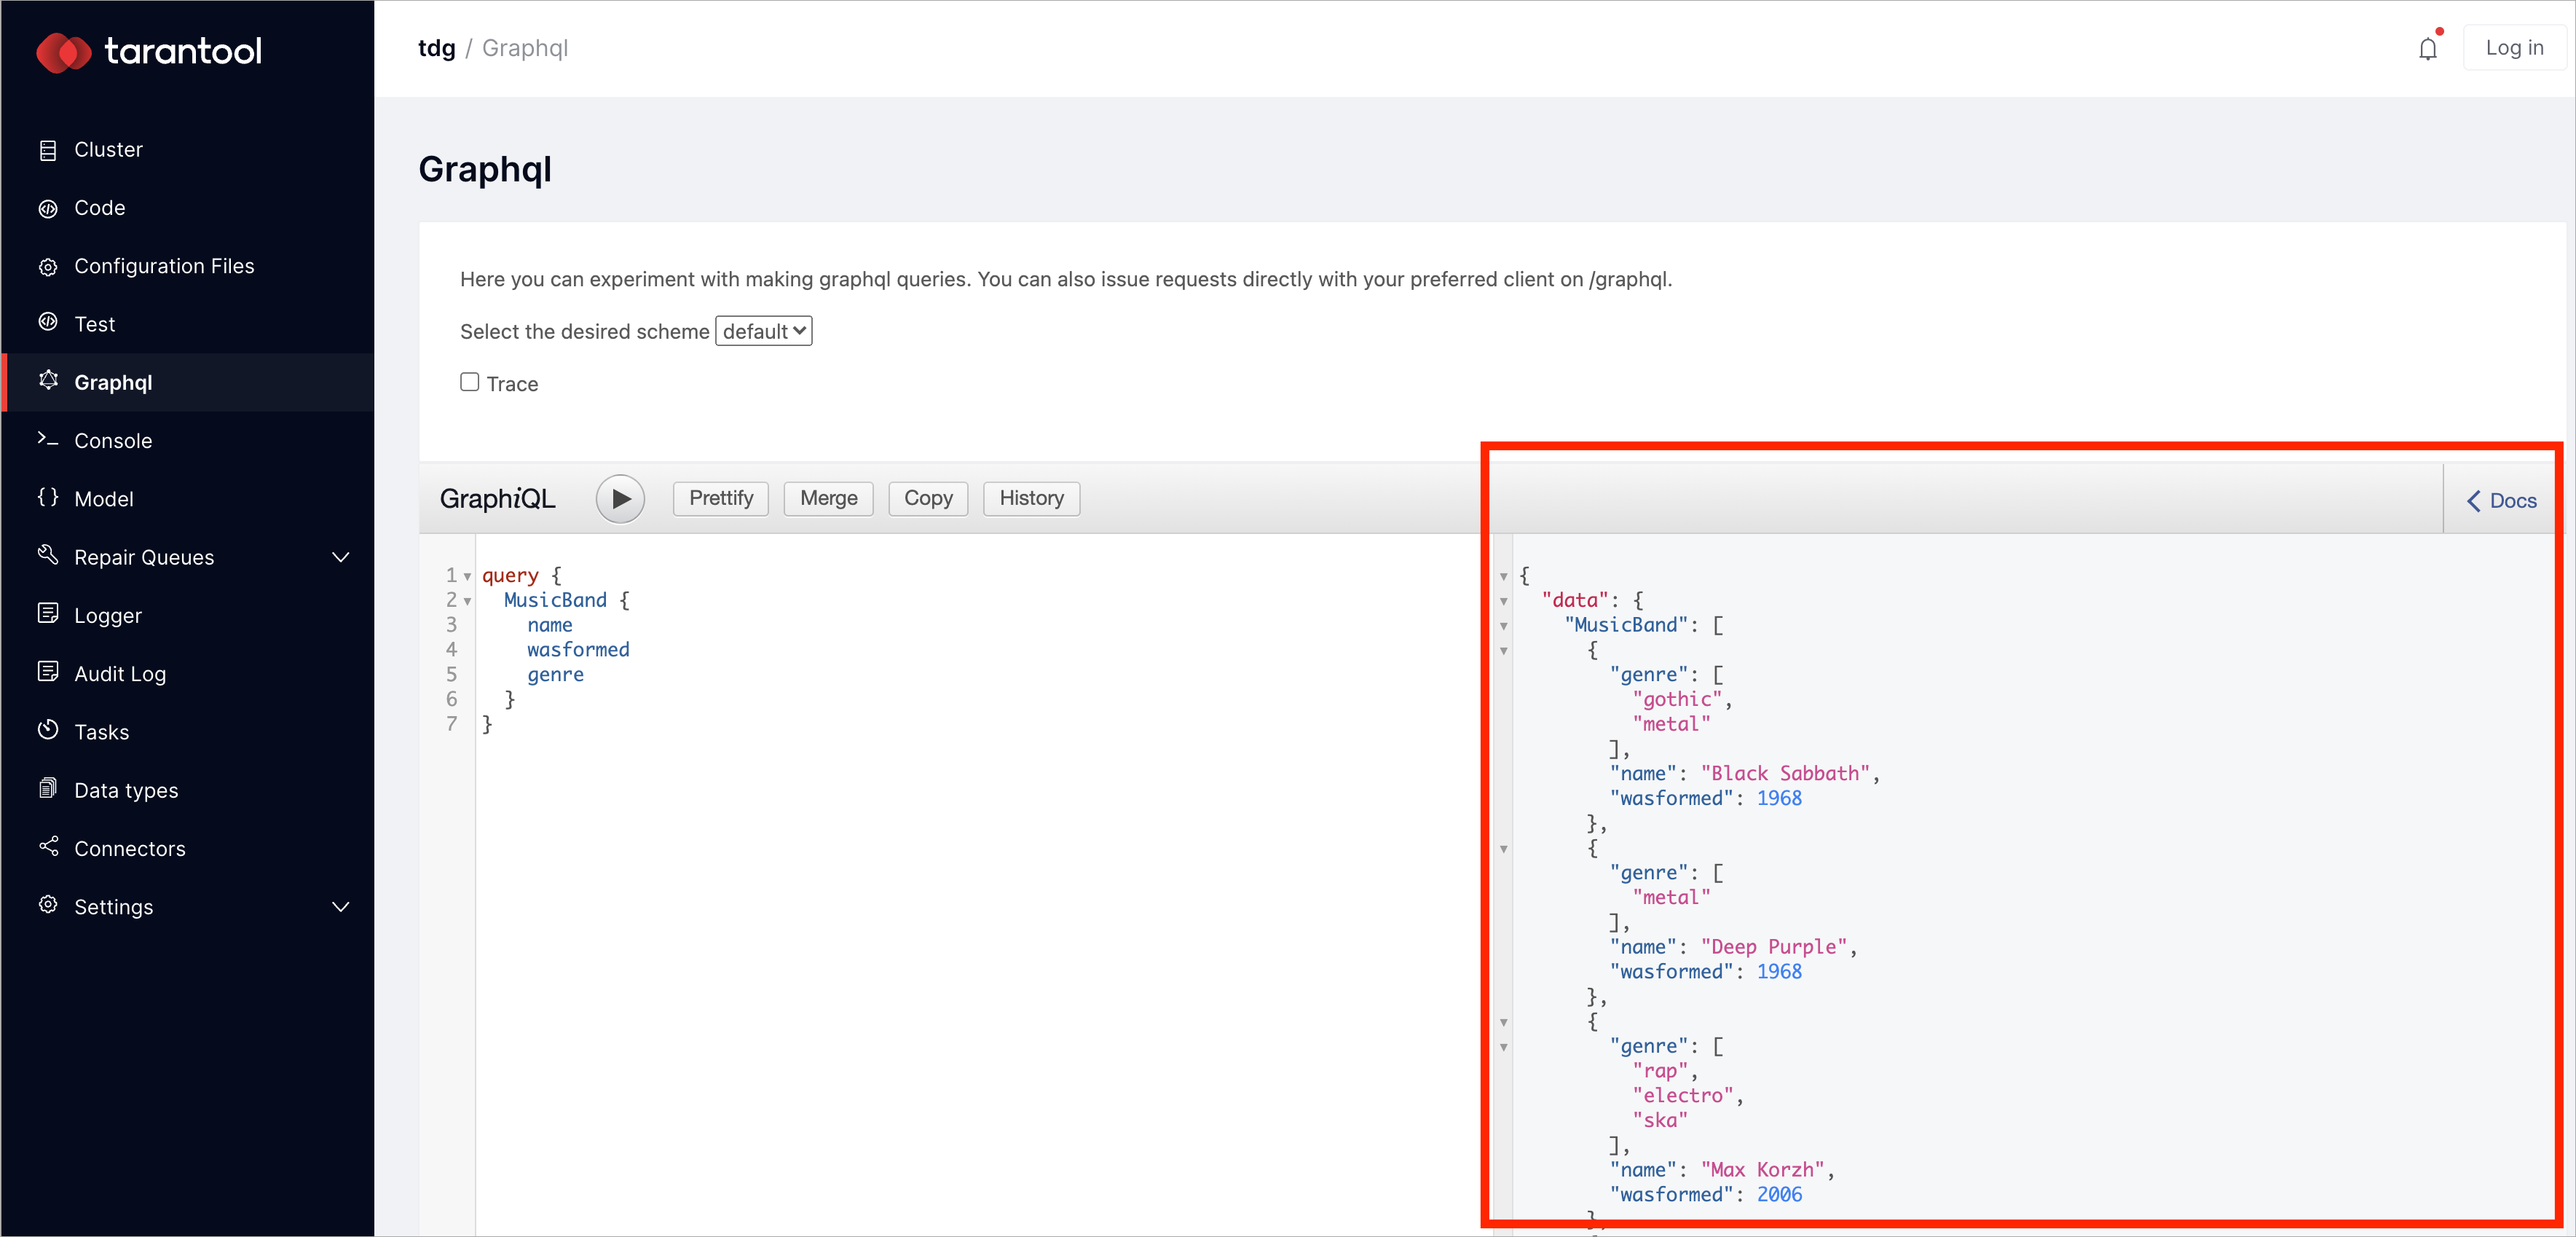 tarantool
Cluster
Code
Configuration Files
Test
Graphql
Console
Model
Repair Queues
Logger
Audit Log
Tasks
Data types
Connectors
Settings
tdg / Graphql
Log in
Graphql
Here you can experiment with making graphql queries. You can also issue requests directly with your preferred client on /graphql.
Select the desired scheme default
Trace
GraphiQL Prettify Merge Copy History
Docs
1 query {
2   MusicBand {
3     name
4     wasformed
5     genre
6   }
7 }
{
  "data": {
    "MusicBand": [
      {
        "genre": [
          "gothic",
          "metal"
        ],
        "name": "Black Sabbath",
        "wasformed": 1968
      },
      {
        "genre": [
          "metal"
        ],
        "name": "Deep Purple",
        "wasformed": 1968
      },
      {
        "genre": [
          "rap",
          "electro",
          "ska"
        ],
        "name": "Max Korzh",
        "wasformed": 2006